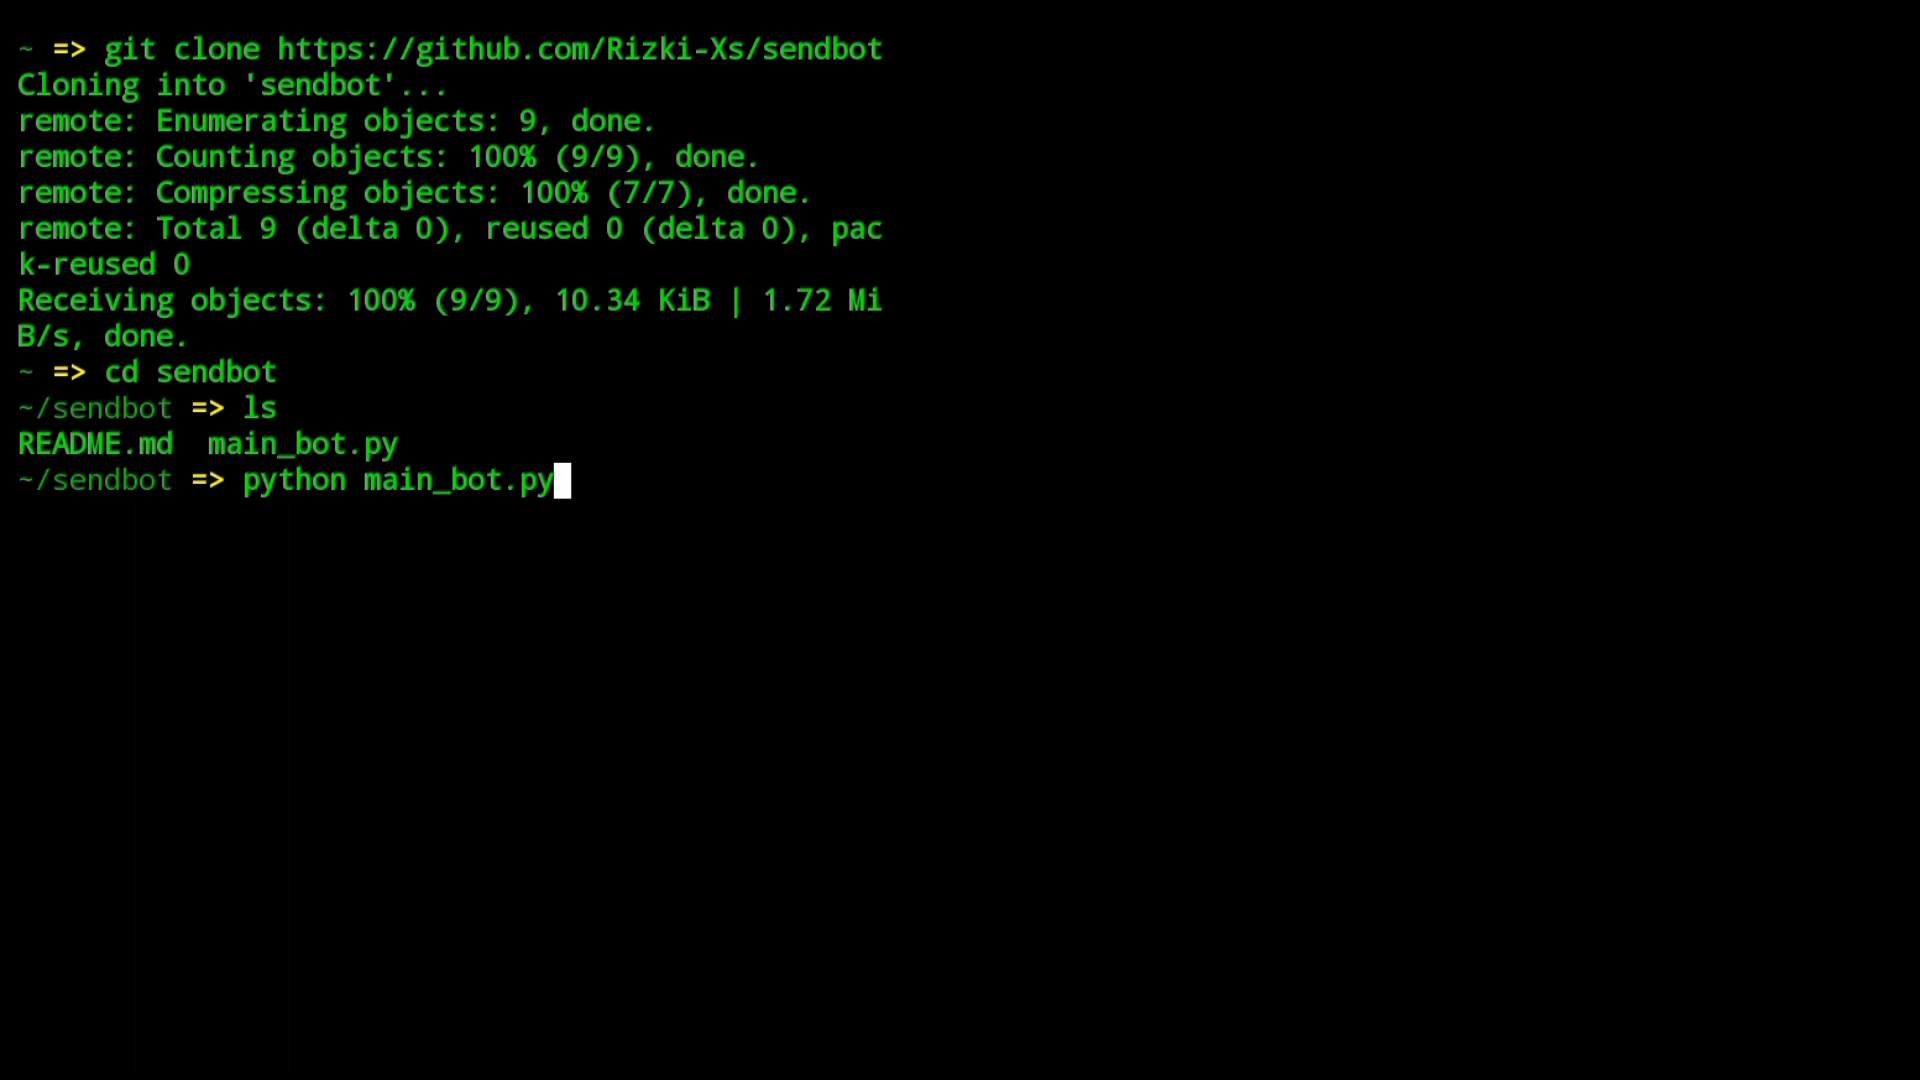 ~ => git clone https://github.com/Rizki-Xs/sendbot
Cloning into 'sendbot'...
remote: Enumerating objects: 9, done.
remote: Counting objects: 100% (9/9), done.
remote: Compressing objects: 100% (7/7), done.
remote: Total 9 (delta 0), reused 0 (delta 0), pac
k-reused 0
Receiving objects: 100% (9/9), 10.34 KiB | 1.72 Mi
B/s, done.
~ => cd sendbot
~/sendbot => ls
README.md  main_bot.py
~/sendbot => python main_bot.py